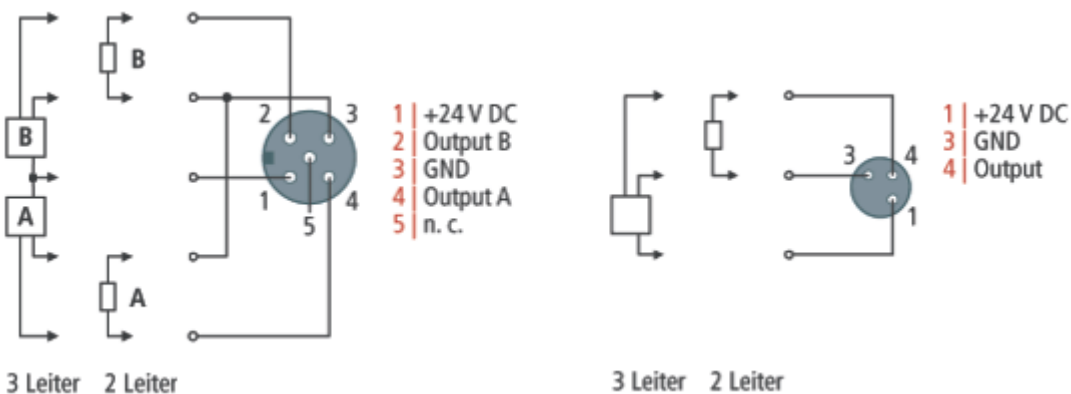 B
2
3
B
A
1
4
5
A
1 | +24 V DC
2 | Output B
3 | GND
4 | Output A
5 | n. c.
3 Leiter 2 Leiter
3
4
1
1 | +24 V DC
3 | GND
4 | Output
3 Leiter 2 Leiter